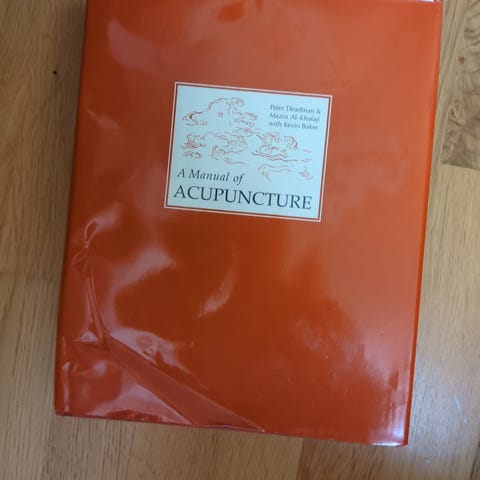 Peter Deadman &
Mazin Al-Khafaji
with Kevin Baker
A Manual of
ACUPUNCTURE